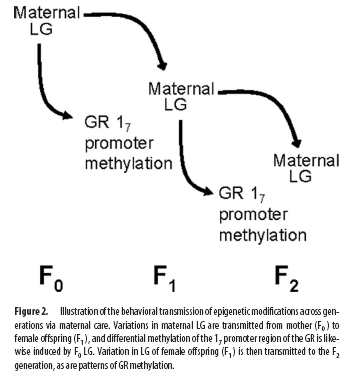 Maternal
LG
GR 1₇
promoter
methylation
Maternal
LG
GR 1₇
promoter
methylation
Maternal
LG
F₀ F₁ F₂
Figure 2. Illustration of the behavioral transmission of epigenetic modifications across gen-
erations via maternal care. Variations in maternal LG are transmitted from mother (F₀) to
female offspring (F₁), and differential methylation of the 1₇ promoter region of the GR is like-
wise induced by F₀ LG. Variation in LG of female offspring (F₁) is then transmitted to the F₂
generation, as are patterns of GR methylation.